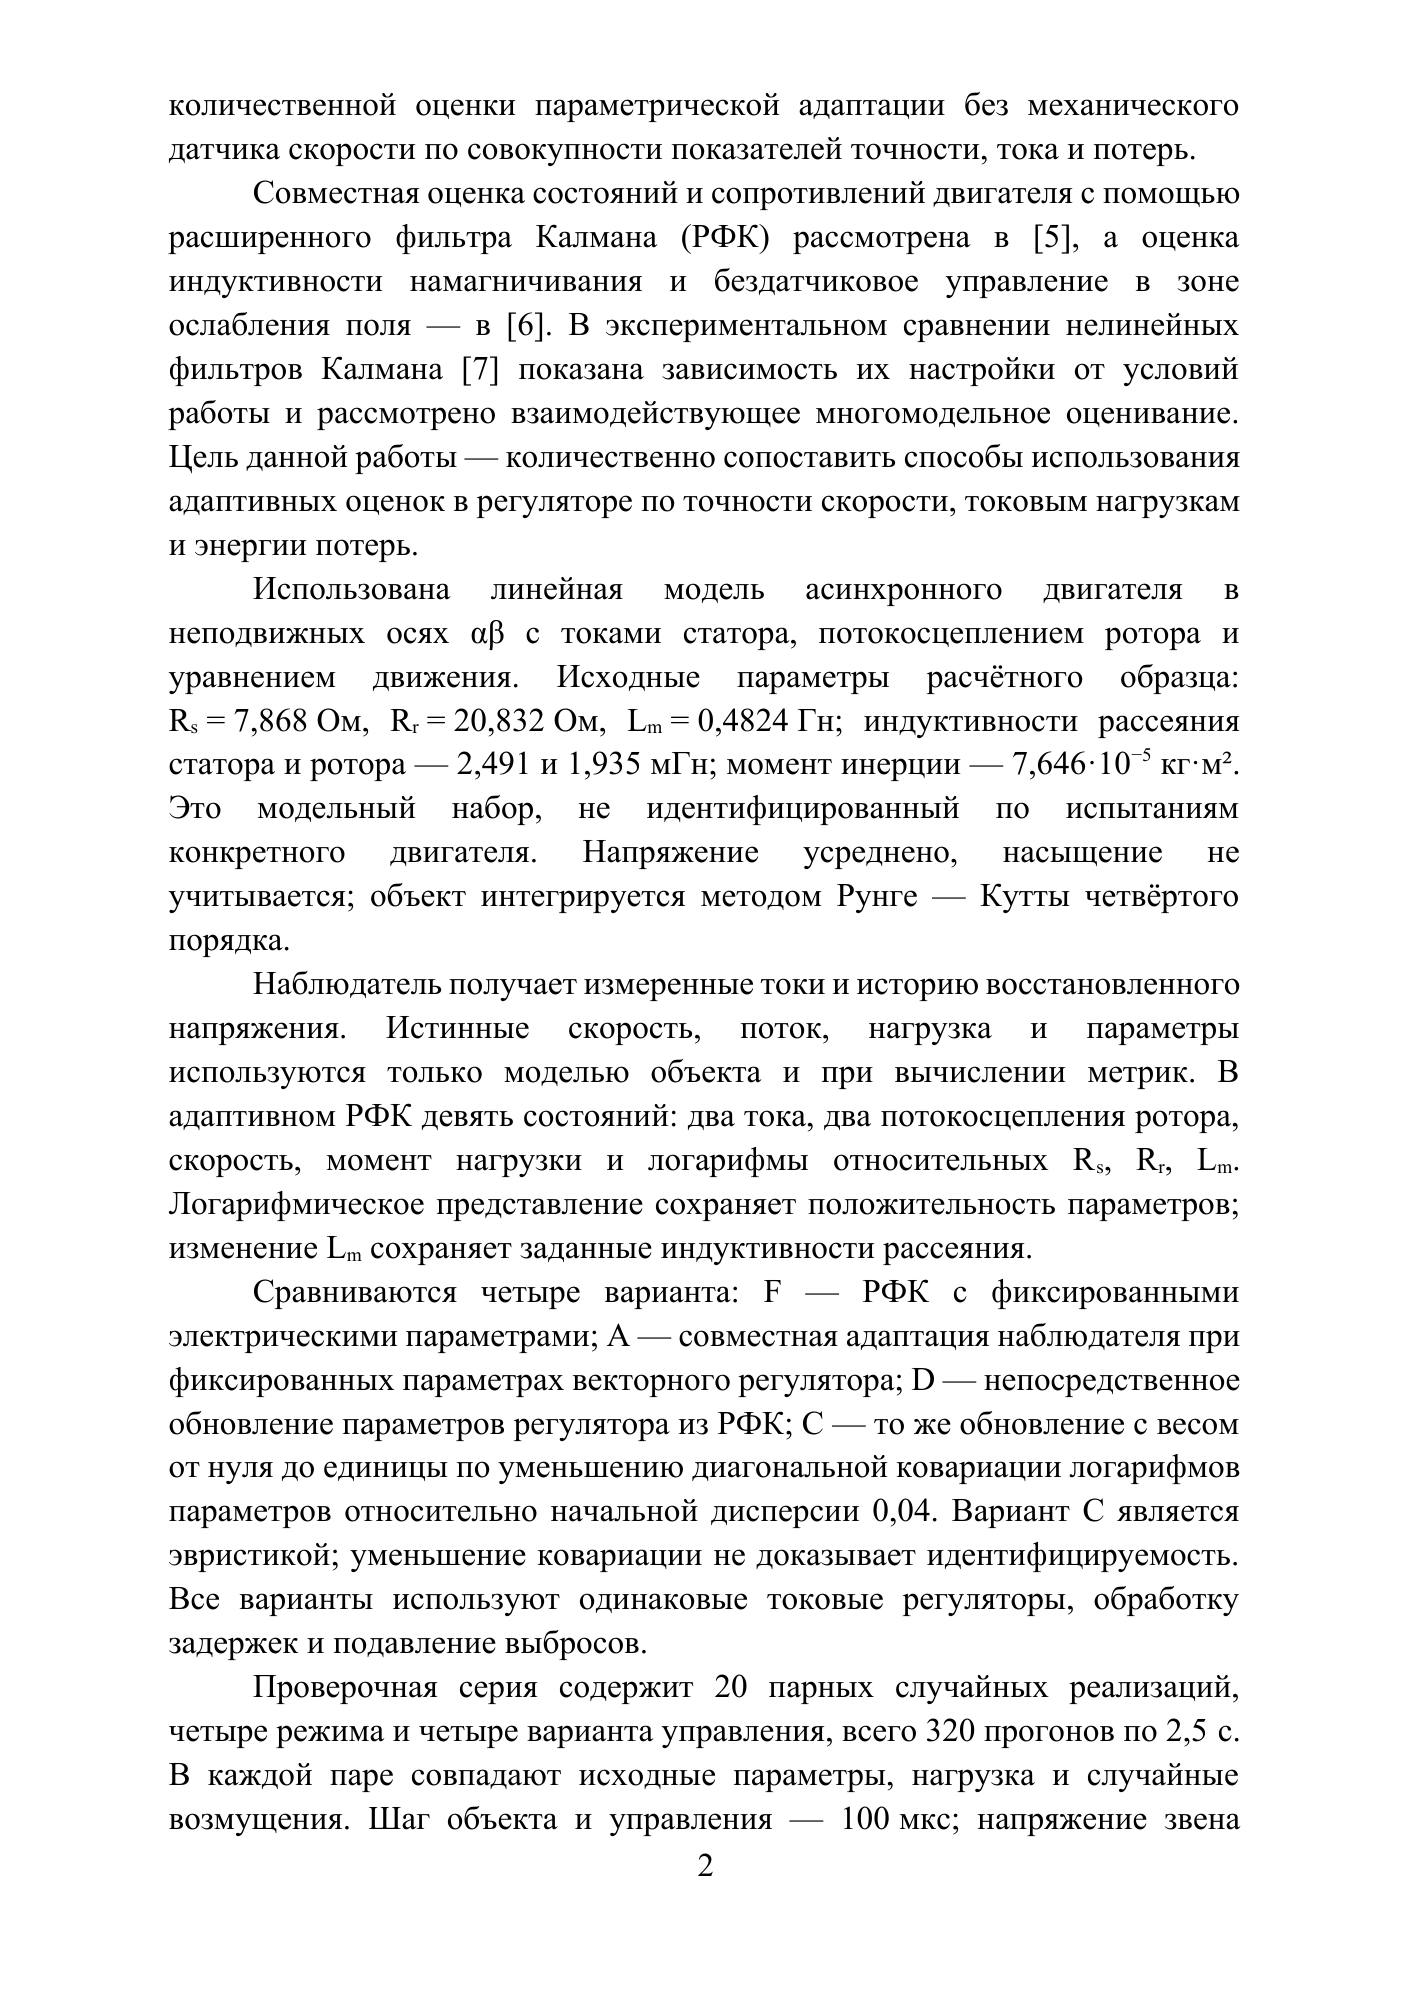 количественной оценки параметрической адаптации без механического
датчика скорости по совокупности показателей точности, тока и потерь.
Совместная оценка состояний и сопротивлений двигателя с помощью
расширенного фильтра Калмана (РФК) рассмотрена в [5], а оценка
индуктивности намагничивания и бездатчиковое управление в зоне
ослабления поля — в [6]. В экспериментальном сравнении нелинейных
фильтров Калмана [7] показана зависимость их настройки от условий
работы и рассмотрено взаимодействующее многомодельное оценивание.
Цель данной работы — количественно сопоставить способы использования
адаптивных оценок в регуляторе по точности скорости, токовым нагрузкам
и энергии потерь.
Использована линейная модель асинхронного двигателя в
неподвижных осях αβ с токами статора, потокосцеплением ротора и
уравнением движения. Исходные параметры расчётного образца:
Rₛ = 7,868 Ом, Rᵣ = 20,832 Ом, Lₘ = 0,4824 Гн; индуктивности рассеяния
статора и ротора — 2,491 и 1,935 мГн; момент инерции — 7,646·10⁻⁵ кг·м².
Это модельный набор, не идентифицированный по испытаниям
конкретного двигателя. Напряжение усреднено, насыщение не
учитывается; объект интегрируется методом Рунге — Кутты четвёртого
порядка.
Наблюдатель получает измеренные токи и историю восстановленного
напряжения. Истинные скорость, поток, нагрузка и параметры
используются только моделью объекта и при вычислении метрик. В
адаптивном РФК девять состояний: два тока, два потокосцепления ротора,
скорость, момент нагрузки и логарифмы относительных Rₛ, Rᵣ, Lₘ.
Логарифмическое представление сохраняет положительность параметров;
изменение Lₘ сохраняет заданные индуктивности рассеяния.
Сравниваются четыре варианта: F — РФК с фиксированными
электрическими параметрами; A — совместная адаптация наблюдателя при
фиксированных параметрах векторного регулятора; D — непосредственное
обновление параметров регулятора из РФК; C — то же обновление с весом
от нуля до единицы по уменьшению диагональной ковариации логарифмов
параметров относительно начальной дисперсии 0,04. Вариант C является
эвристикой; уменьшение ковариации не доказывает идентифицируемость.
Все варианты используют одинаковые токовые регуляторы, обработку
задержек и подавление выбросов.
Проверочная серия содержит 20 парных случайных реализаций,
четыре режима и четыре варианта управления, всего 320 прогонов по 2,5 с.
В каждой паре совпадают исходные параметры, нагрузка и случайные
возмущения. Шаг объекта и управления — 100 мкс; напряжение звена
2